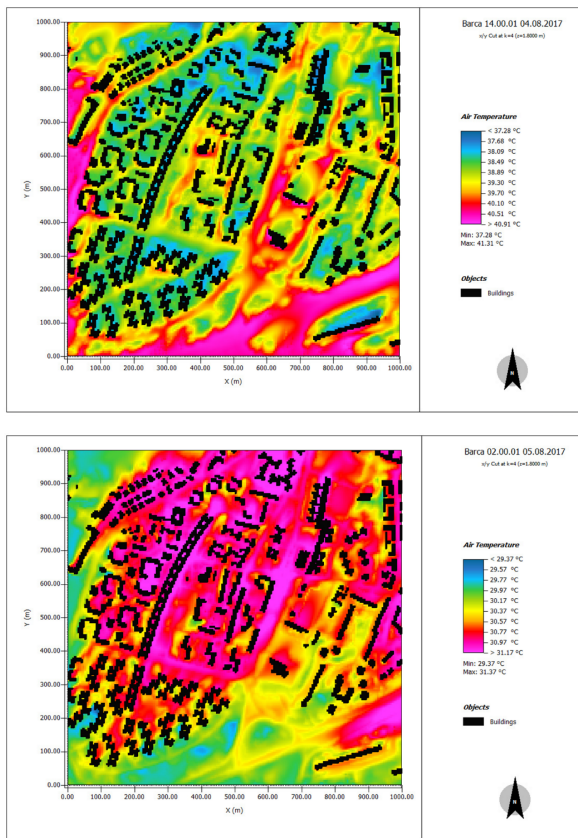 Barca 14.00.01 04.08.2017
x/y Cut at k=4 (z=1.8000 m)
1000.00
900.00
800.00
700.00
600.00
500.00
400.00
300.00
200.00
100.00
0.00
Y (m)
0.00 100.00 200.00 300.00 400.00 500.00 600.00 700.00 800.00 900.00 1000.00
X (m)
Air Temperature
< 37.28 °C
37.68 °C
38.09 °C
38.49 °C
38.89 °C
39.30 °C
39.70 °C
40.10 °C
40.51 °C
> 40.91 °C
Min: 37.28 °C
Max: 41.31 °C
Objects
Buildings
N
Barca 02.00.01 05.08.2017
x/y Cut at k=4 (z=1.8000 m)
1000.00
900.00
800.00
700.00
600.00
500.00
400.00
300.00
200.00
100.00
0.00
Y (m)
0.00 100.00 200.00 300.00 400.00 500.00 600.00 700.00 800.00 900.00 1000.00
X (m)
Air Temperature
< 29.37 °C
29.57 °C
29.77 °C
29.97 °C
30.17 °C
30.37 °C
30.57 °C
30.77 °C
30.97 °C
> 31.17 °C
Min: 29.37 °C
Max: 31.37 °C
Objects
Buildings
N